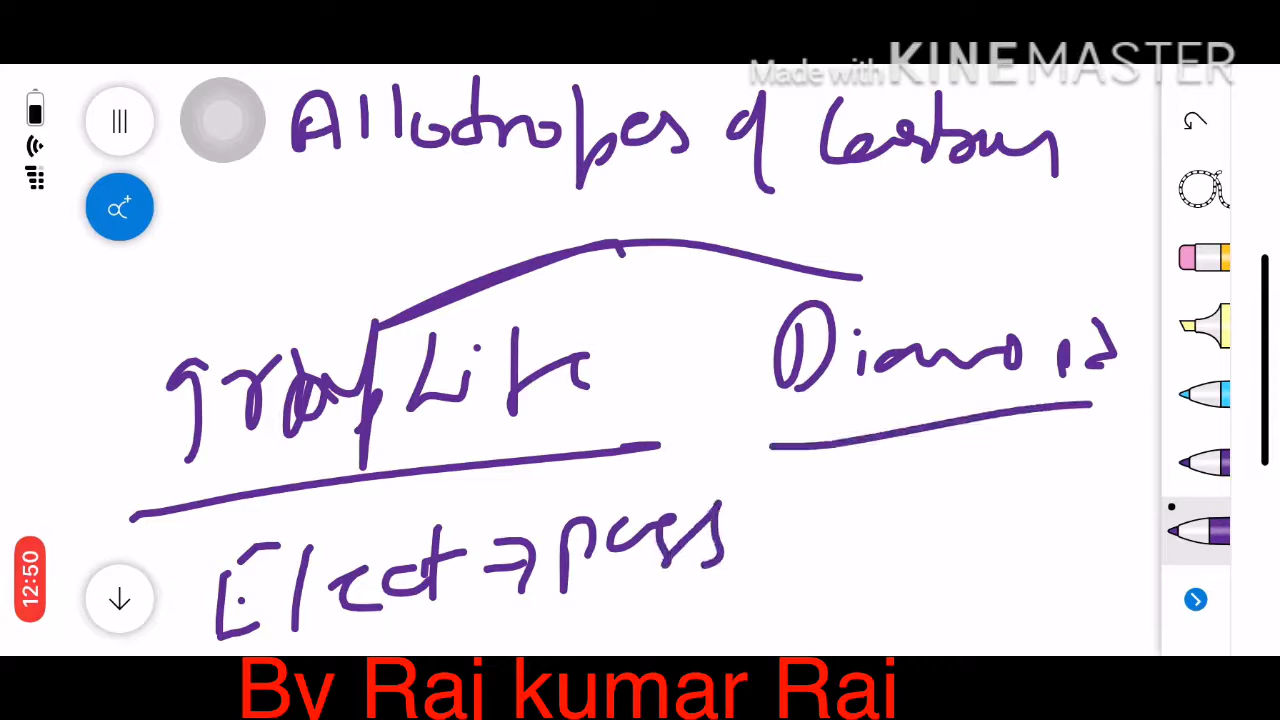 Made with KINEMASTER
Allotropes of Carbon
graphite Diamond
Elect → pass
12:50
By Raj kumar Rai